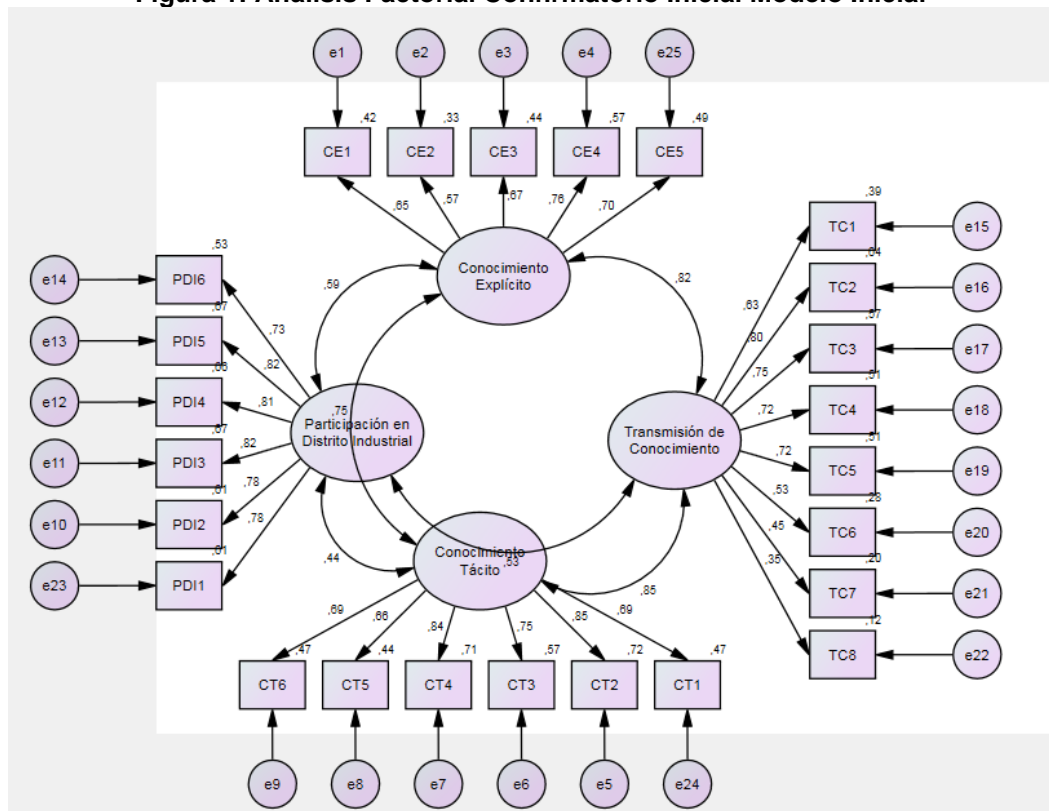 Figura 1. Análisis Factorial Confirmatorio Inicial Modelo Inicial
e1 e2 e3 e4 e25
,42 ,33 ,44 ,57 ,49
CE1 CE2 CE3 CE4 CE5
,65 ,57 ,67 ,76 ,70
Conocimiento
Explícito
,59
,82
,75
,53
e14 PDI6
,73
,67
e13 PDI5
,82
,66
e12 PDI4
,81
,67
e11 PDI3
,82
,61
e10 PDI2
,78
,61
e23 PDI1
,78
Participación en
Distrito Industrial
,39
TC1 e15
,63
,64
TC2 e16
,80
,57
TC3 e17
,75
,51
TC4 e18
,72
,51
TC5 e19
,72
,28
TC6 e20
,53
,20
TC7 e21
,45
,12
TC8 e22
,35
Transmisión de
Conocimiento
Conocimiento
Tácito
,53
,44
,85
,69 ,66 ,84 ,75 ,85 ,69
,47 ,44 ,71 ,57 ,72 ,47
CT6 CT5 CT4 CT3 CT2 CT1
e9 e8 e7 e6 e5 e24